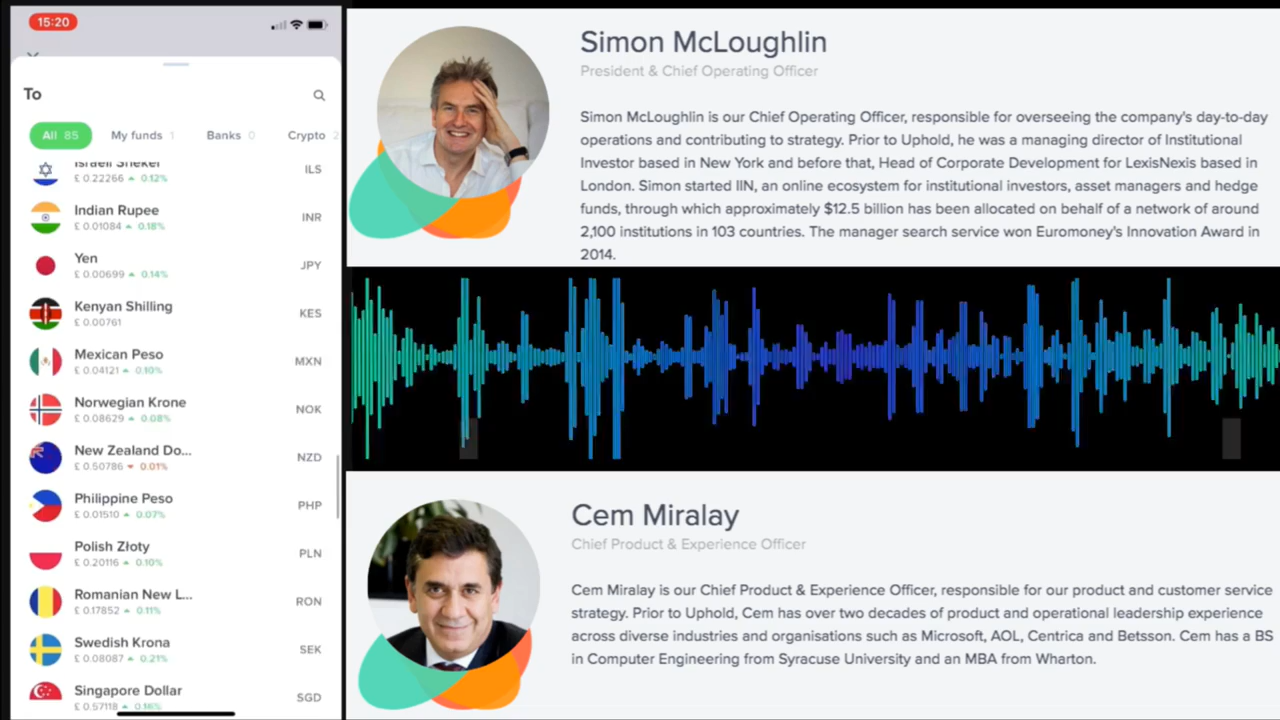 15:20
To
All 85
My funds 1
Banks 0
Crypto 2
Israeli Shekel
£ 0.22266 0.12%
ILS
Indian Rupee
£ 0.01084 0.18%
INR
Yen
£ 0.00699 0.14%
JPY
Kenyan Shilling
£ 0.00761
KES
Mexican Peso
£ 0.04121 0.10%
MXN
Norwegian Krone
£ 0.08629 0.08%
NOK
New Zealand Do...
£ 0.50786 0.01%
NZD
Philippine Peso
£ 0.01510 0.07%
PHP
Polish Złoty
£ 0.20116 0.10%
PLN
Romanian New L...
£ 0.17852 0.11%
RON
Swedish Krona
£ 0.08087 0.21%
SEK
Singapore Dollar
£ 0.57118 0.16%
SGD
Simon McLoughlin
President & Chief Operating Officer
Simon McLoughlin is our Chief Operating Officer, responsible for overseeing the company's day-to-day
operations and contributing to strategy. Prior to Uphold, he was a managing director of Institutional
Investor based in New York and before that, Head of Corporate Development for LexisNexis based in
London. Simon started IIN, an online ecosystem for institutional investors, asset managers and hedge
funds, through which approximately $12.5 billion has been allocated on behalf of a network of around
2,100 institutions in 103 countries. The manager search service won Euromoney's Innovation Award in
2014.
Cem Miralay
Chief Product & Experience Officer
Cem Miralay is our Chief Product & Experience Officer, responsible for our product and customer service
strategy. Prior to Uphold, Cem has over two decades of product and operational leadership experience
across diverse industries and organisations such as Microsoft, AOL, Centrica and Betsson. Cem has a BS
in Computer Engineering from Syracuse University and an MBA from Wharton.